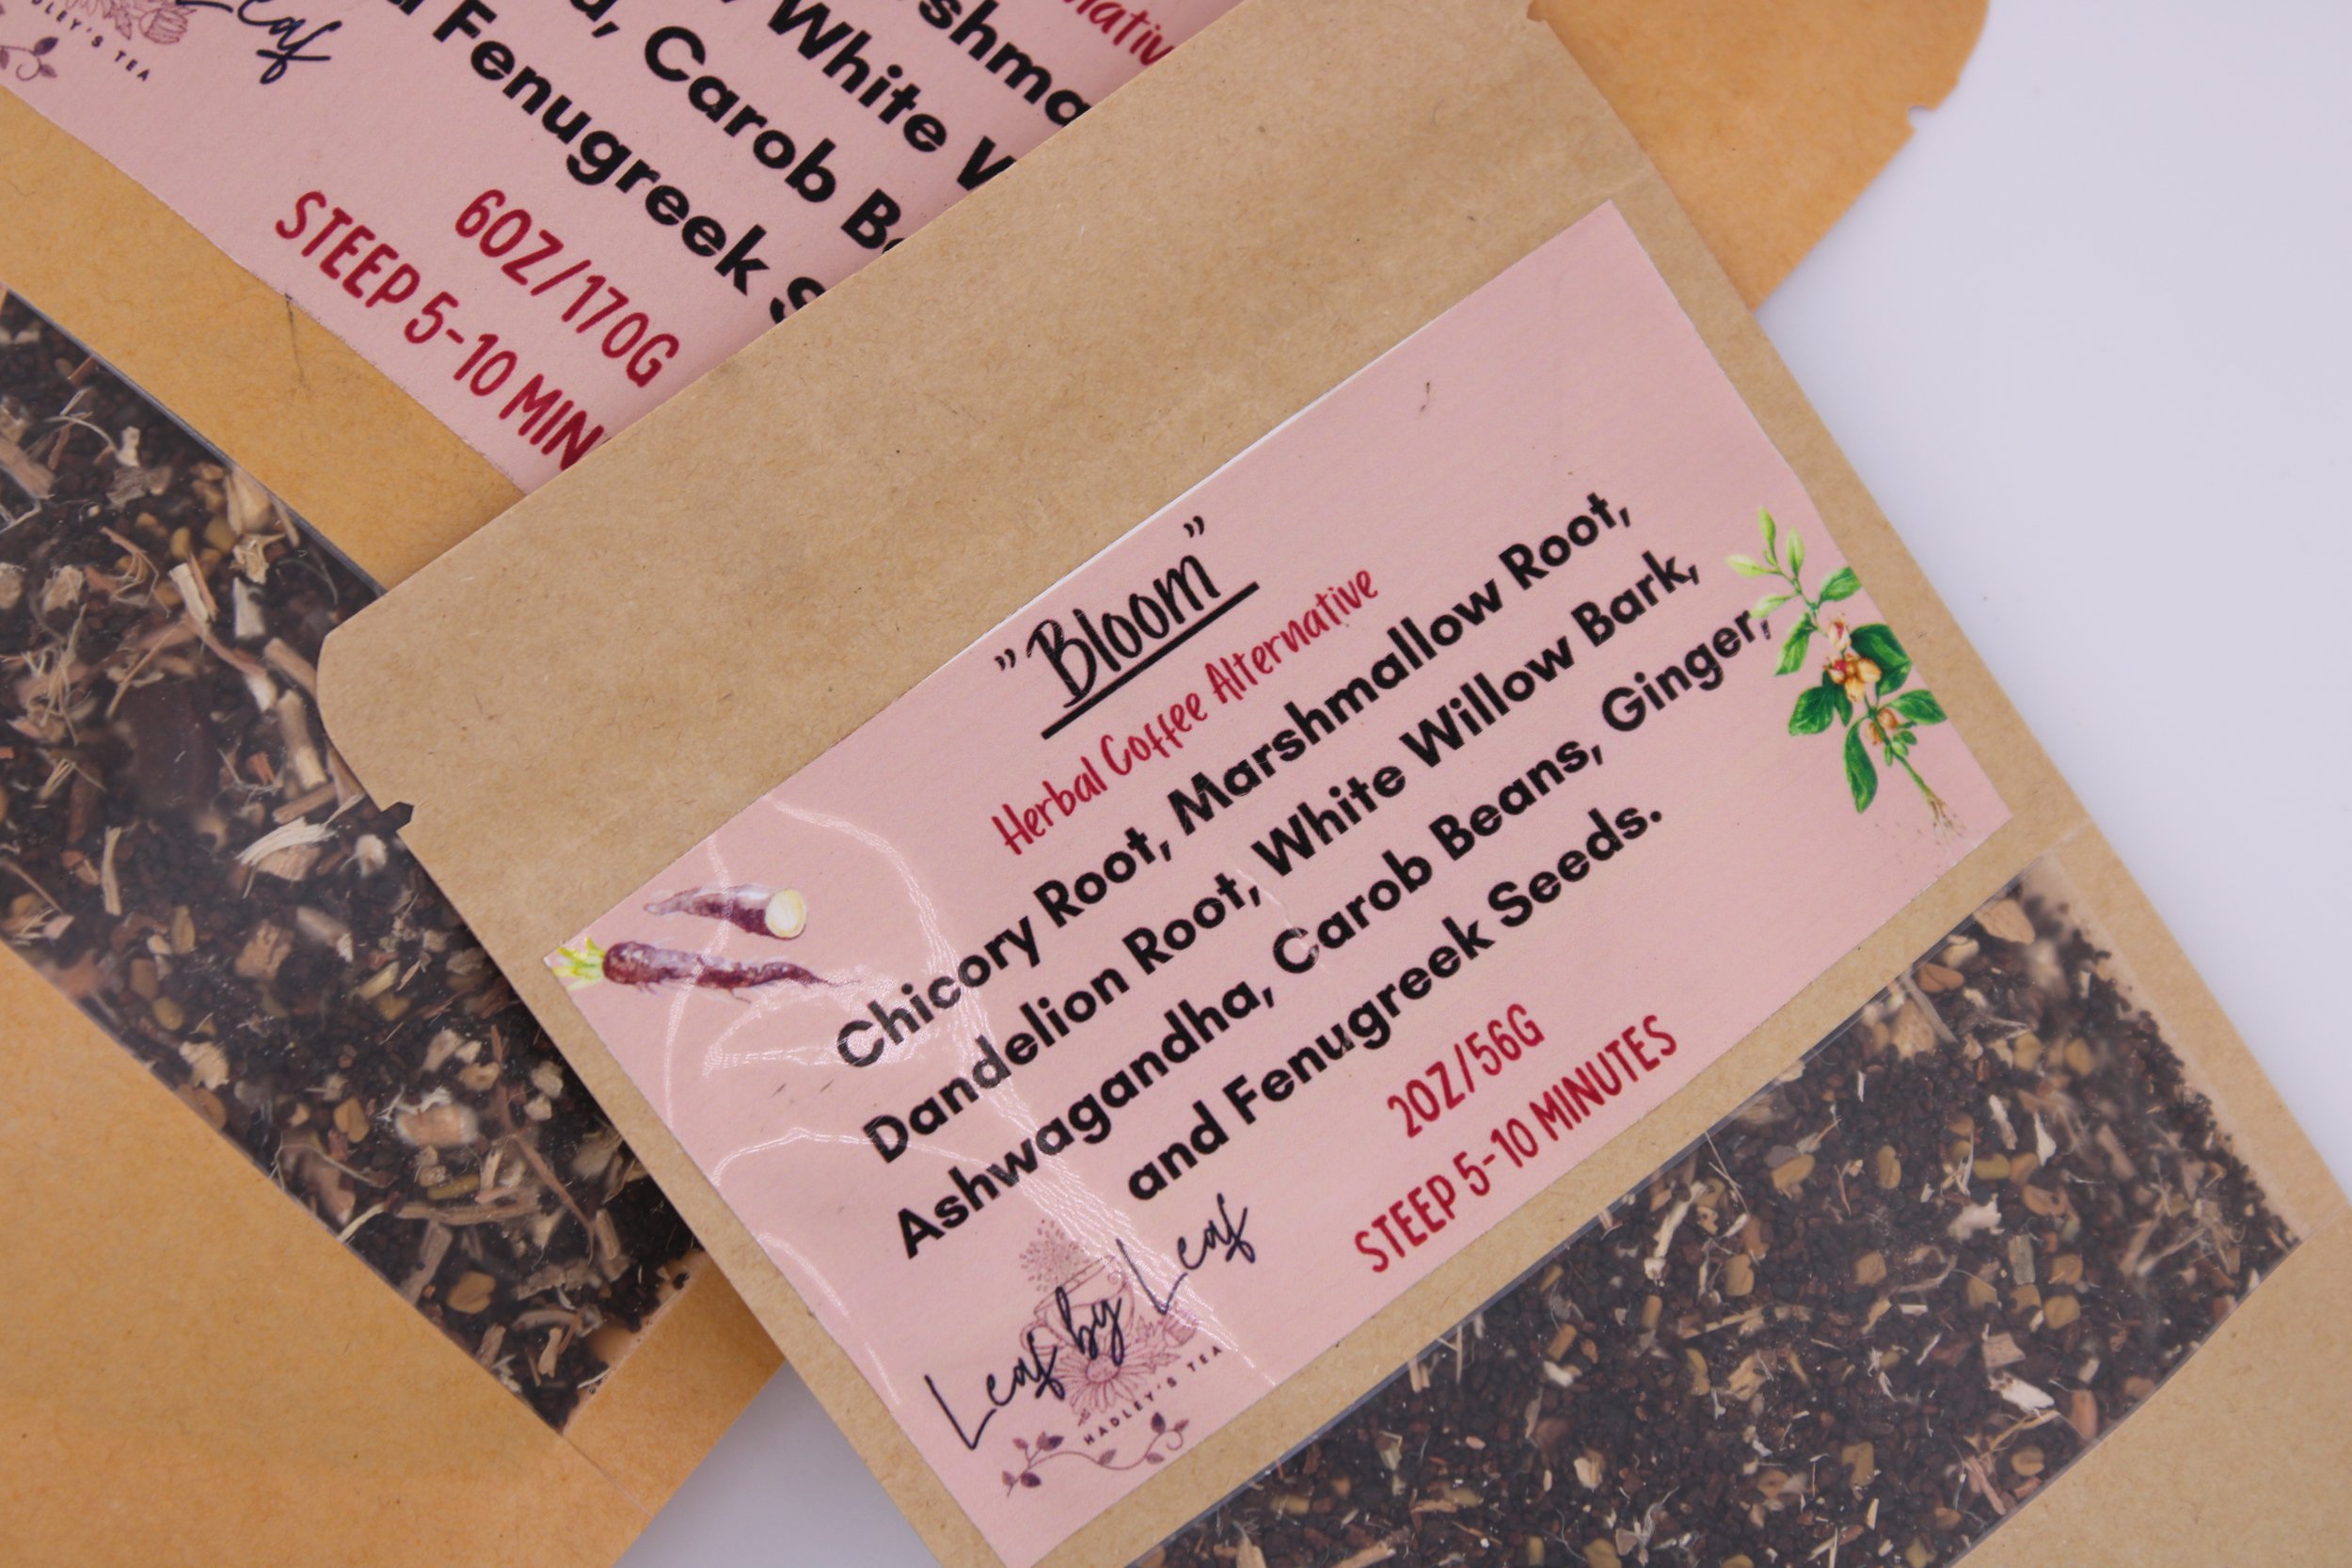 Leaf
HADLEY'S TEA
Fenugreek
Carob
White
6OZ/170G
STEEP 5-10 MIN
"Bloom"
Herbal Coffee Alternative
Chicory Root, Marshmallow Root,
Dandelion Root, White Willow Bark,
Ashwagandha, Carob Beans, Ginger,
and Fenugreek Seeds.
2OZ/56G
STEEP 5-10 MINUTES
Leaf by Leaf
HADLEY'S TEA